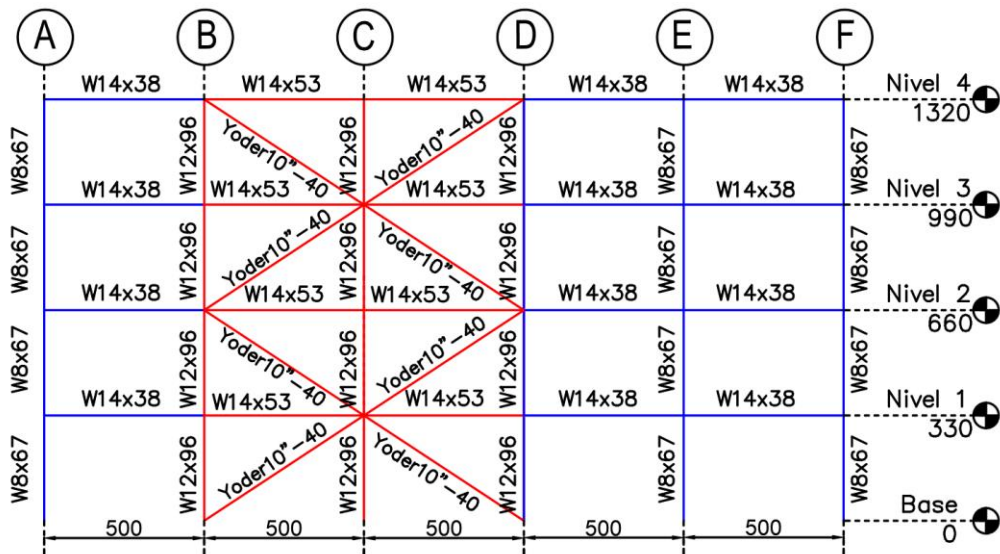 A B C D E F
W14x38 W14x53 W14x53 W14x38 W14x38 Nivel 4
1320
W8x67 W12x96 Yoder10"-40 W12x96 Yoder10"-40 W12x96 W8x67 W8x67
W14x38 W14x53 W14x53 W14x38 W14x38 Nivel 3
990
W8x67 W12x96 Yoder10"-40 W12x96 Yoder10"-40 W12x96 W8x67 W8x67
W14x38 W14x53 W14x53 W14x38 W14x38 Nivel 2
660
W8x67 W12x96 Yoder10"-40 W12x96 Yoder10"-40 W12x96 W8x67 W8x67
W14x38 W14x53 W14x53 W14x38 W14x38 Nivel 1
330
W8x67 W12x96 Yoder10"-40 W12x96 Yoder10"-40 W12x96 W8x67 W8x67
Base
500 500 500 500 500 0